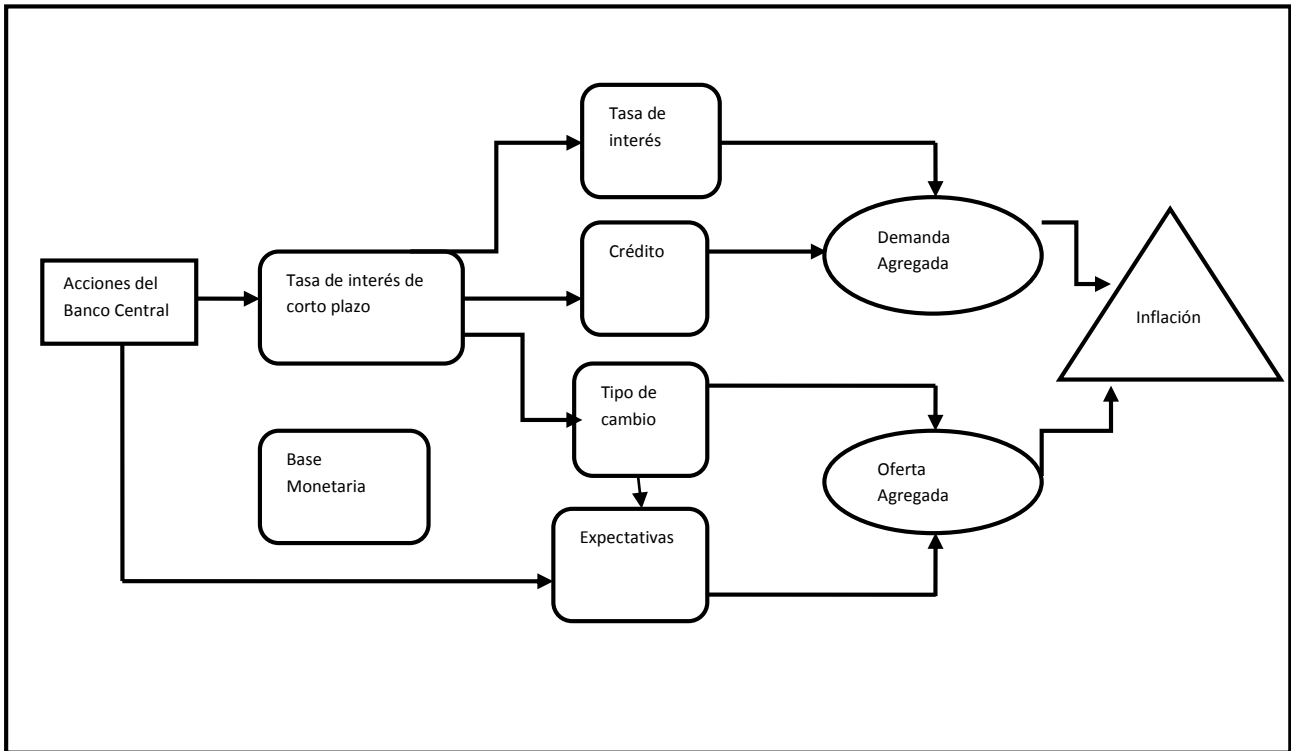 Tasa de
interés
Crédito
Demanda
Agregada
Acciones del
Banco Central
Tasa de interés de
corto plazo
Inflación
Tipo de
cambio
Base
Monetaria
Oferta
Agregada
Expectativas